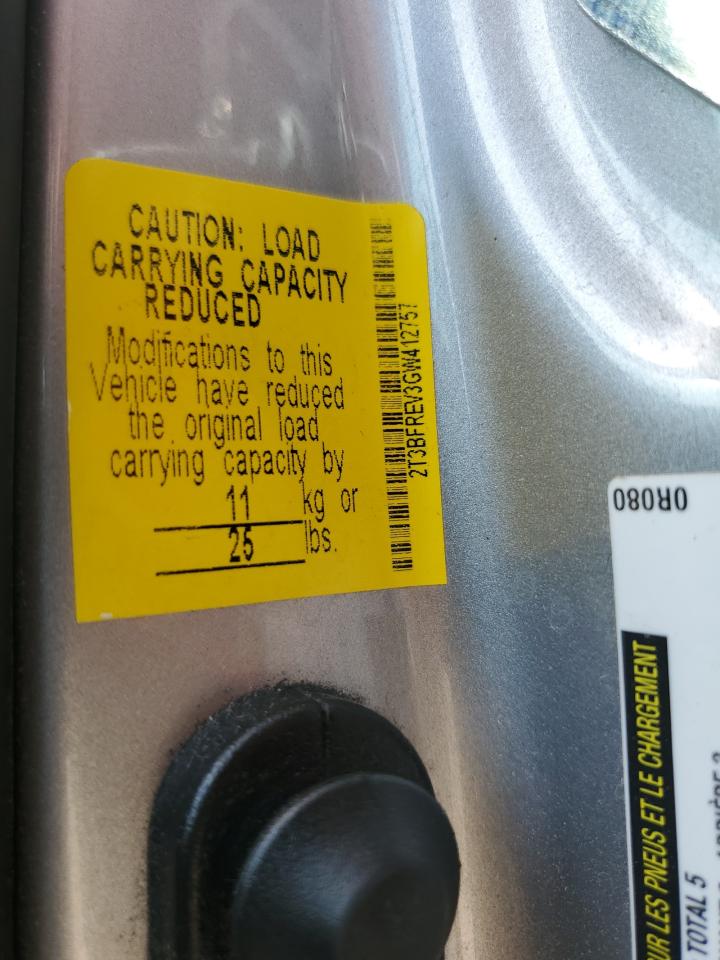 CAUTION: LOAD
CARRYING CAPACITY
REDUCED
Modifications to this
Vehicle have reduced
the original load
carrying capacity by
11 kg or
25 lbs.
2T3BFREV3GW412757
0R080
UR LES PNEUS ET LE CHARGEMENT
TOTAL 5